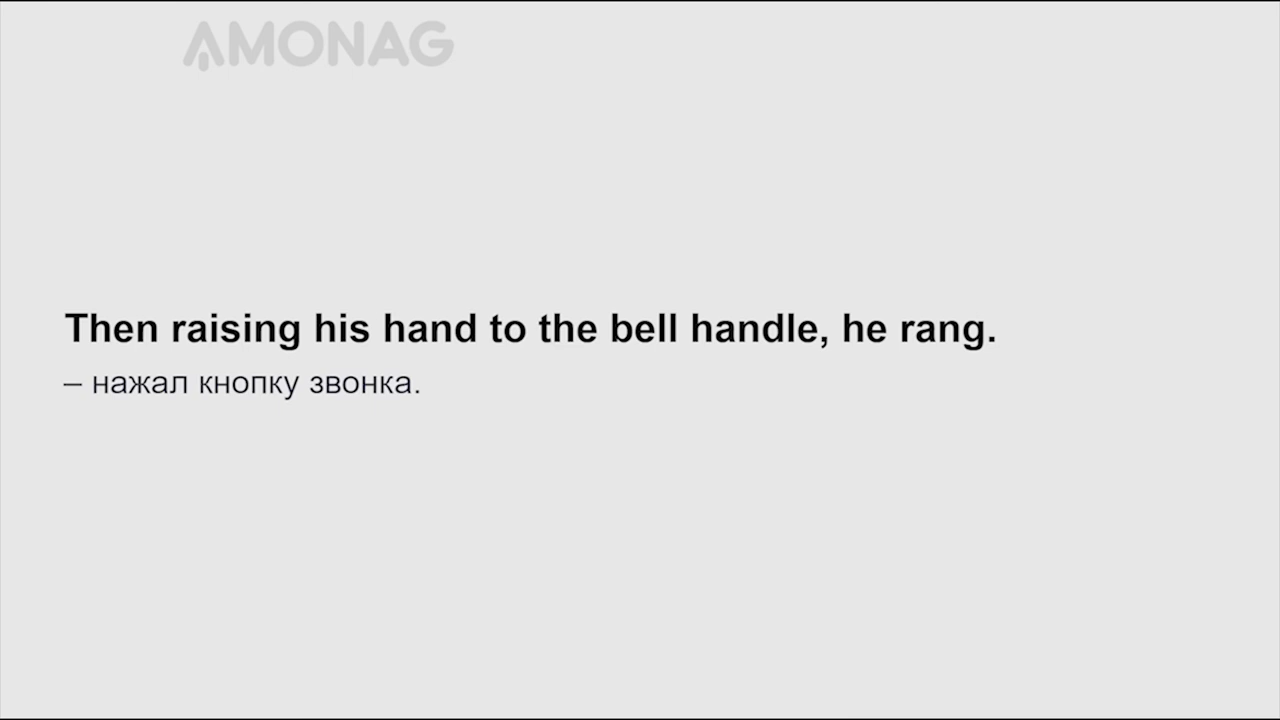 AMONAG
Then raising his hand to the bell handle, he rang.
– нажал кнопку звонка.